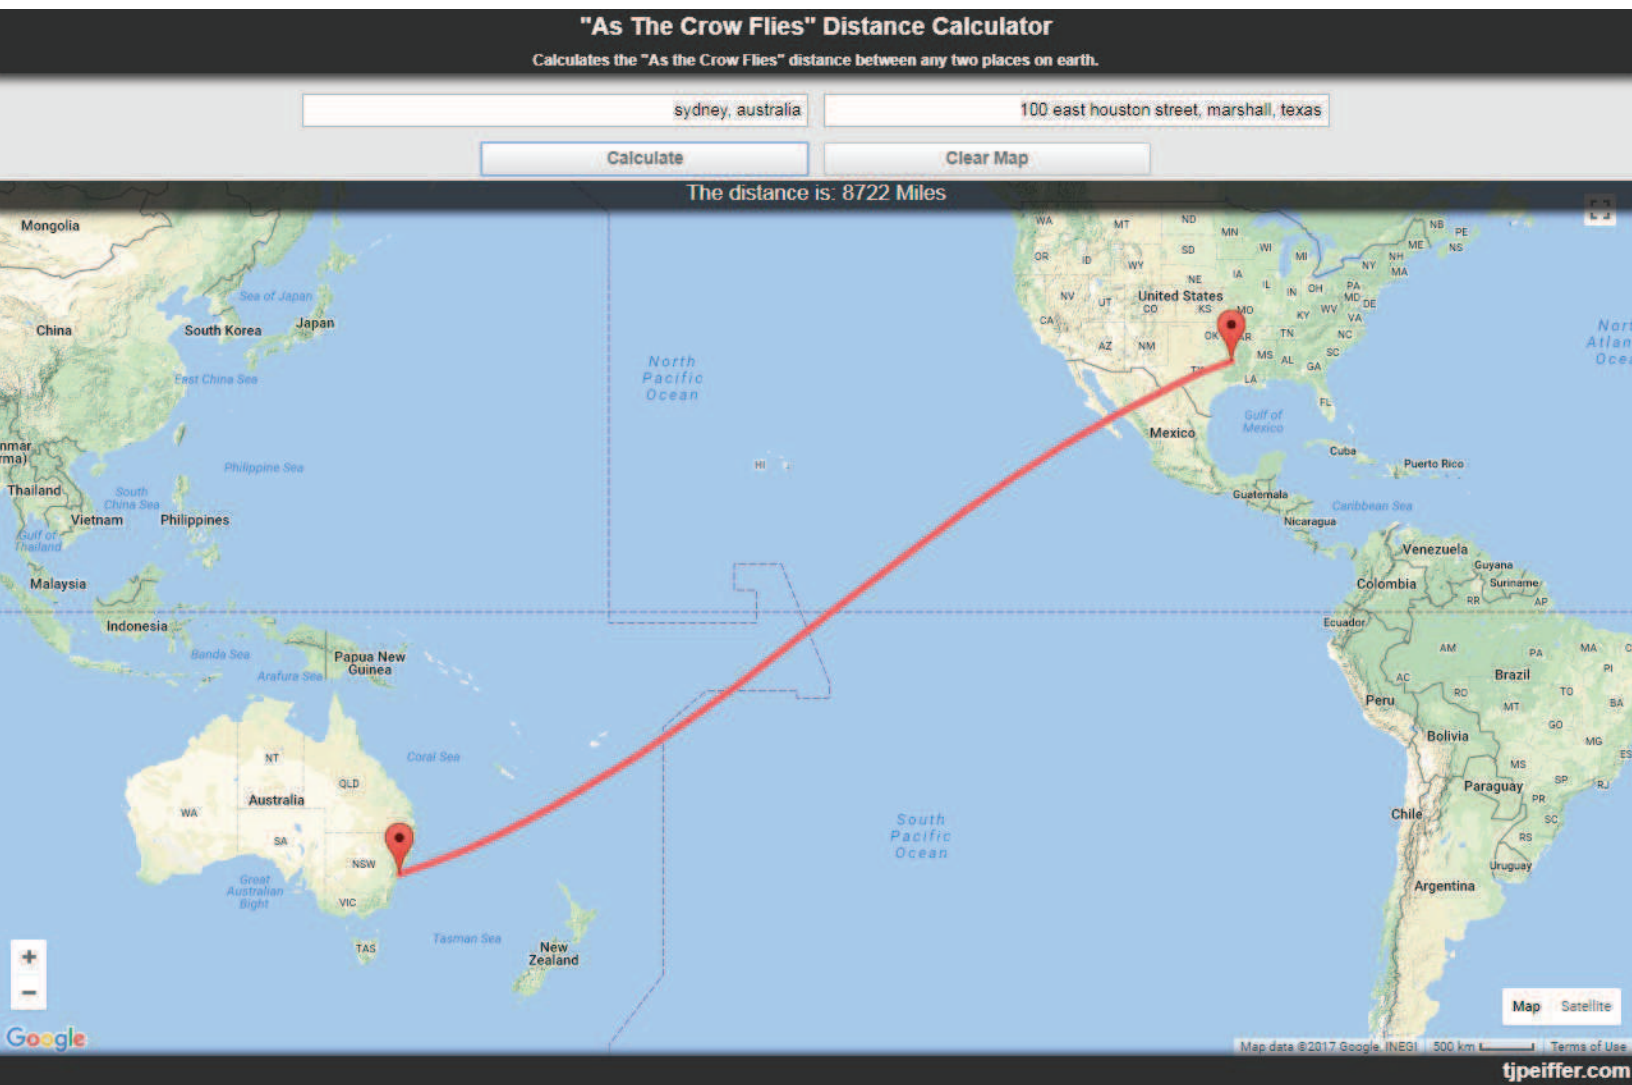 "As The Crow Flies" Distance Calculator
Calculates the "As the Crow Flies" distance between any two places on earth.
sydney, australia
100 east houston street, marshall, texas
Calculate
Clear Map
The distance is: 8722 Miles
Mongolia
WA
MT
ND
MN
NB
PE
OR
ID
SD
WI
MI
ME
NS
WY
NH
NY
MA
NE
IA
Sea of Japan
NV
UT
United States
IL
IN
OH
PA
MD
DE
CO
KS
MO
KY
WV
VA
China
South Korea
Japan
CA
AZ
NM
OK
AR
TN
NC
North
Pacific
Ocean
MS
AL
GA
SC
East China Sea
LA
FL
Gulf of
Mexico
Mexico
Cuba
Puerto Rico
Philippine Sea
HI
Thailand
South
China Sea
Vietnam
Philippines
Gulf of
Thailand
Guatemala
Nicaragua
Caribbean Sea
Venezuela
Guyana
Suriname
Colombia
RR
AP
Malaysia
Indonesia
Ecuador
Banda Sea
Papua New
Guinea
Arafura Sea
AM
PA
MA
PI
AC
RO
Brazil
TO
BA
Peru
MT
GO
Bolivia
MG
ES
Coral Sea
NT
QLD
MS
SP
RJ
Paraguay
PR
Australia
WA
SA
NSW
VIC
TAS
Great
Australian
Bight
Tasman Sea
New
Zealand
South
Pacific
Ocean
Chile
SC
RS
Uruguay
Argentina
+
−
Map
Satellite
Google
Map data ©2017 Google, INEGI
500 km
Terms of Use
tjpeiffer.com